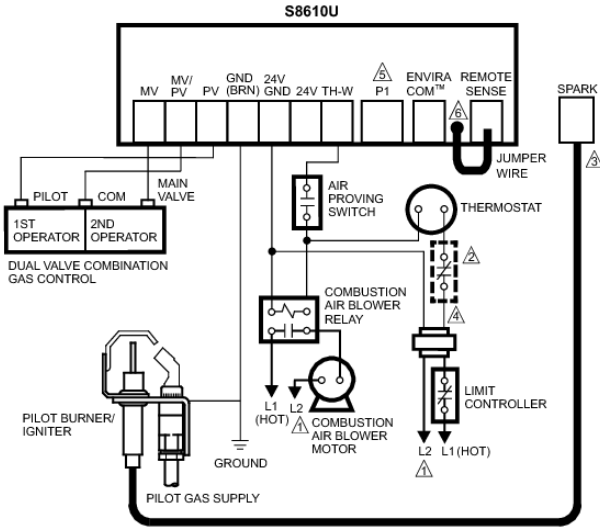 S8610U
MV
MV/
PV
PV
GND
(BRN)
24V
GND
24V
TH-W
5
P1
ENVIRA
COM™
6
REMOTE
SENSE
SPARK
3
JUMPER
WIRE
PILOT
COM
MAIN
VALVE
1ST
OPERATOR
2ND
OPERATOR
DUAL VALVE COMBINATION
GAS CONTROL
AIR
PROVING
SWITCH
THERMOSTAT
2
4
COMBUSTION
AIR BLOWER
RELAY
L1
(HOT)
L2
1
COMBUSTION
AIR BLOWER
MOTOR
LIMIT
CONTROLLER
L2
1
L1 (HOT)
PILOT BURNER/
IGNITER
GROUND
PILOT GAS SUPPLY